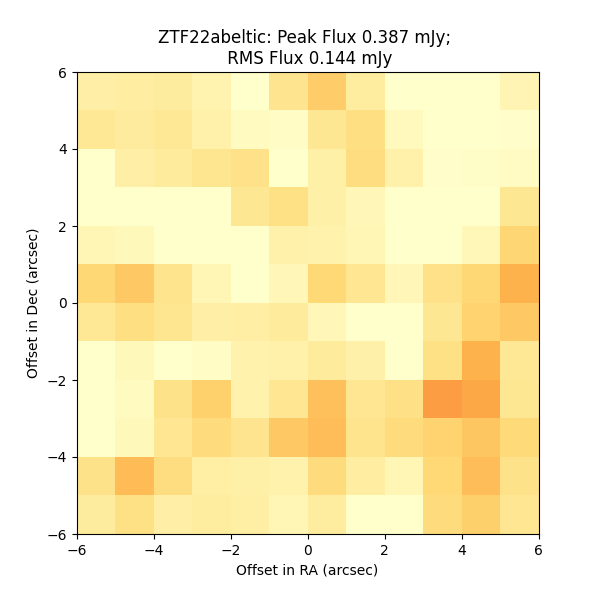 ZTF22abeltic: Peak Flux 0.387 mJy;
RMS Flux 0.144 mJy
6
4
2
0
−2
−4
−6
Offset in Dec (arcsec)
−6 −4 −2 0 2 4 6
Offset in RA (arcsec)